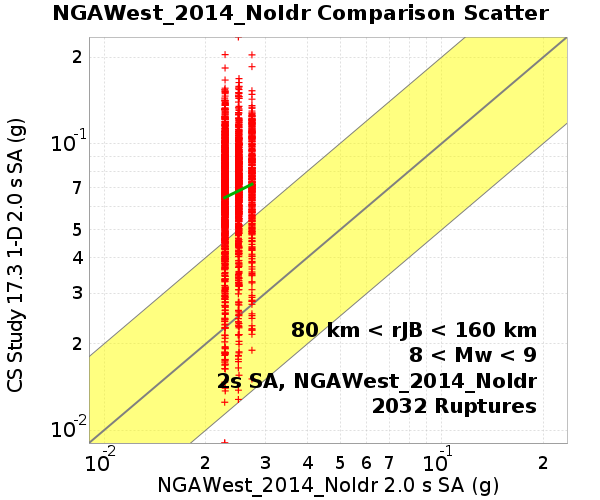 NGAWest_2014_NoIdr Comparison Scatter
CS Study 17.3 1-D 2.0 s SA (g)
2
10-1
7
5
4
3
2
10-2
80 km < rJB < 160 km
8 < Mw < 9
2s SA, NGAWest_2014_NoIdr
2032 Ruptures
10-2 2 3 4 5 6 7 10-1 2
NGAWest_2014_NoIdr 2.0 s SA (g)